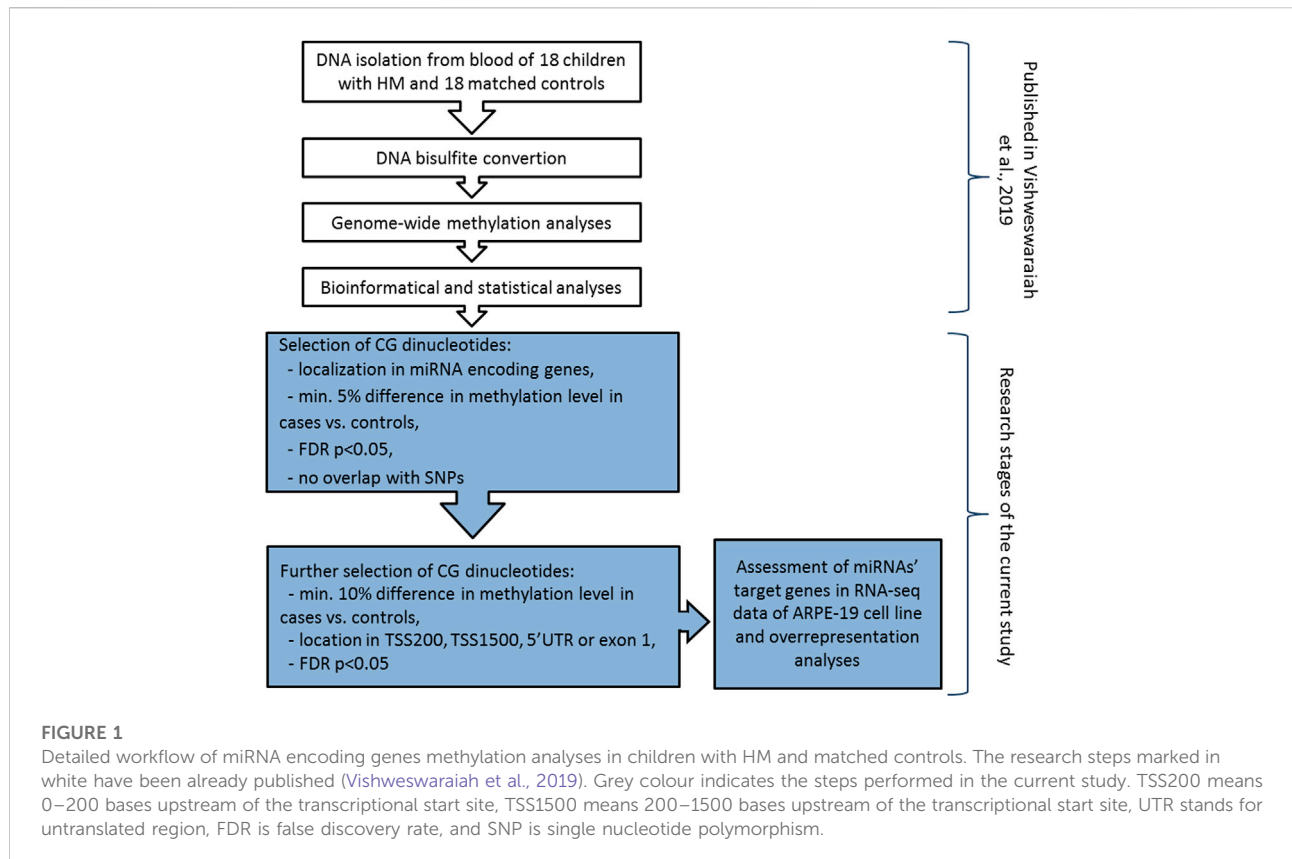 DNA isolation from blood of 18 children
with HM and 18 matched controls
DNA bisulfite convertion
Genome-wide methylation analyses
Bioinformatical and statistical analyses
Published in Vishweswaraiah
et al., 2019
Selection of CG dinucleotides:
- localization in miRNA encoding genes,
- min. 5% difference in methylation level in
cases vs. controls,
- FDR p<0.05,
- no overlap with SNPs
Further selection of CG dinucleotides:
- min. 10% difference in methylation level in
cases vs. controls,
- location in TSS200, TSS1500, 5'UTR or exon 1,
- FDR p<0.05
Assessment of miRNAs'
target genes in RNA-seq
data of ARPE-19 cell line
and overrepresentation
analyses
Research stages of the current study
FIGURE 1
Detailed workflow of miRNA encoding genes methylation analyses in children with HM and matched controls. The research steps marked in
white have been already published (Vishweswaraiah et al., 2019). Grey colour indicates the steps performed in the current study. TSS200 means
0–200 bases upstream of the transcriptional start site, TSS1500 means 200–1500 bases upstream of the transcriptional start site, UTR stands for
untranslated region, FDR is false discovery rate, and SNP is single nucleotide polymorphism.